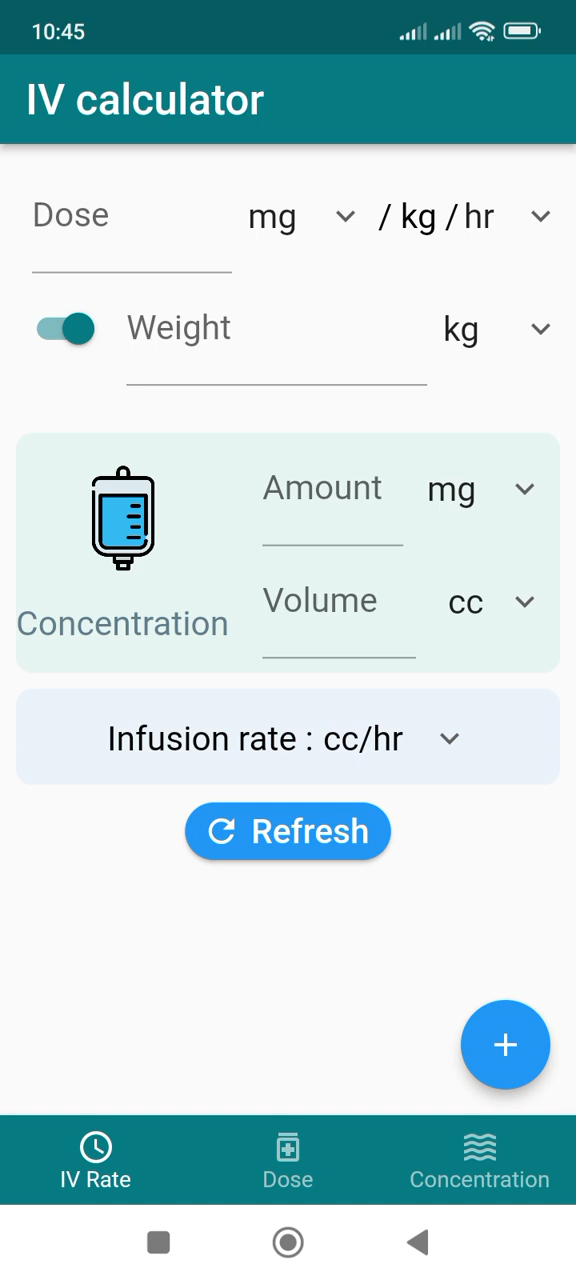 10:45
IV calculator
Dose mg / kg / hr
Weight kg
Amount mg
Volume cc
Concentration
Infusion rate : cc/hr
Refresh
+
IV Rate Dose Concentration